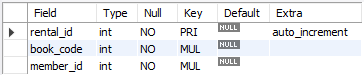 Field Type Null Key Default Extra
rental_id int NO PRI NULL auto_increment
book_code int NO MUL NULL
member_id int NO MUL NULL